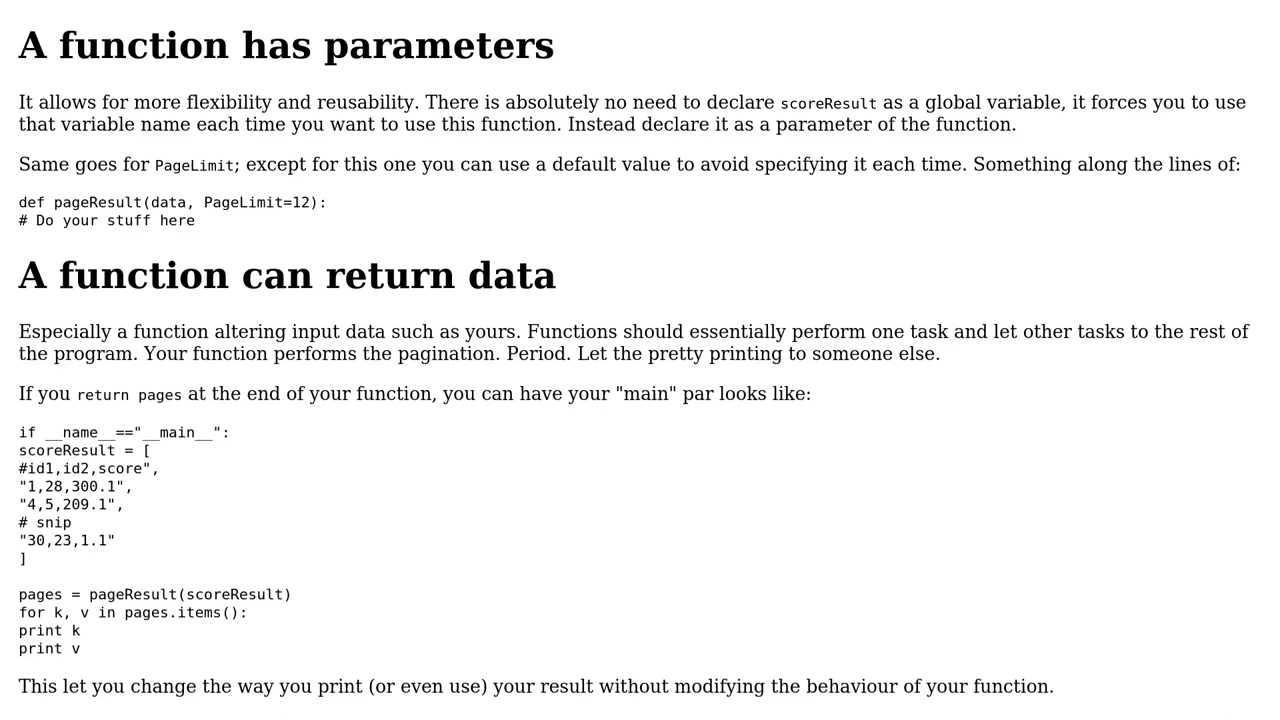 A function has parameters
It allows for more flexibility and reusability. There is absolutely no need to declare scoreResult as a global variable, it forces you to use
that variable name each time you want to use this function. Instead declare it as a parameter of the function.
Same goes for PageLimit; except for this one you can use a default value to avoid specifying it each time. Something along the lines of:
def pageResult(data, PageLimit=12):
# Do your stuff here
A function can return data
Especially a function altering input data such as yours. Functions should essentially perform one task and let other tasks to the rest of
the program. Your function performs the pagination. Period. Let the pretty printing to someone else.
If you return pages at the end of your function, you can have your "main" par looks like:
if __name__=="__main__":
scoreResult = [
#id1,id2,score",
"1,28,300.1",
"4,5,209.1",
# snip
"30,23,1.1"
]
pages = pageResult(scoreResult)
for k, v in pages.items():
print k
print v
This let you change the way you print (or even use) your result without modifying the behaviour of your function.